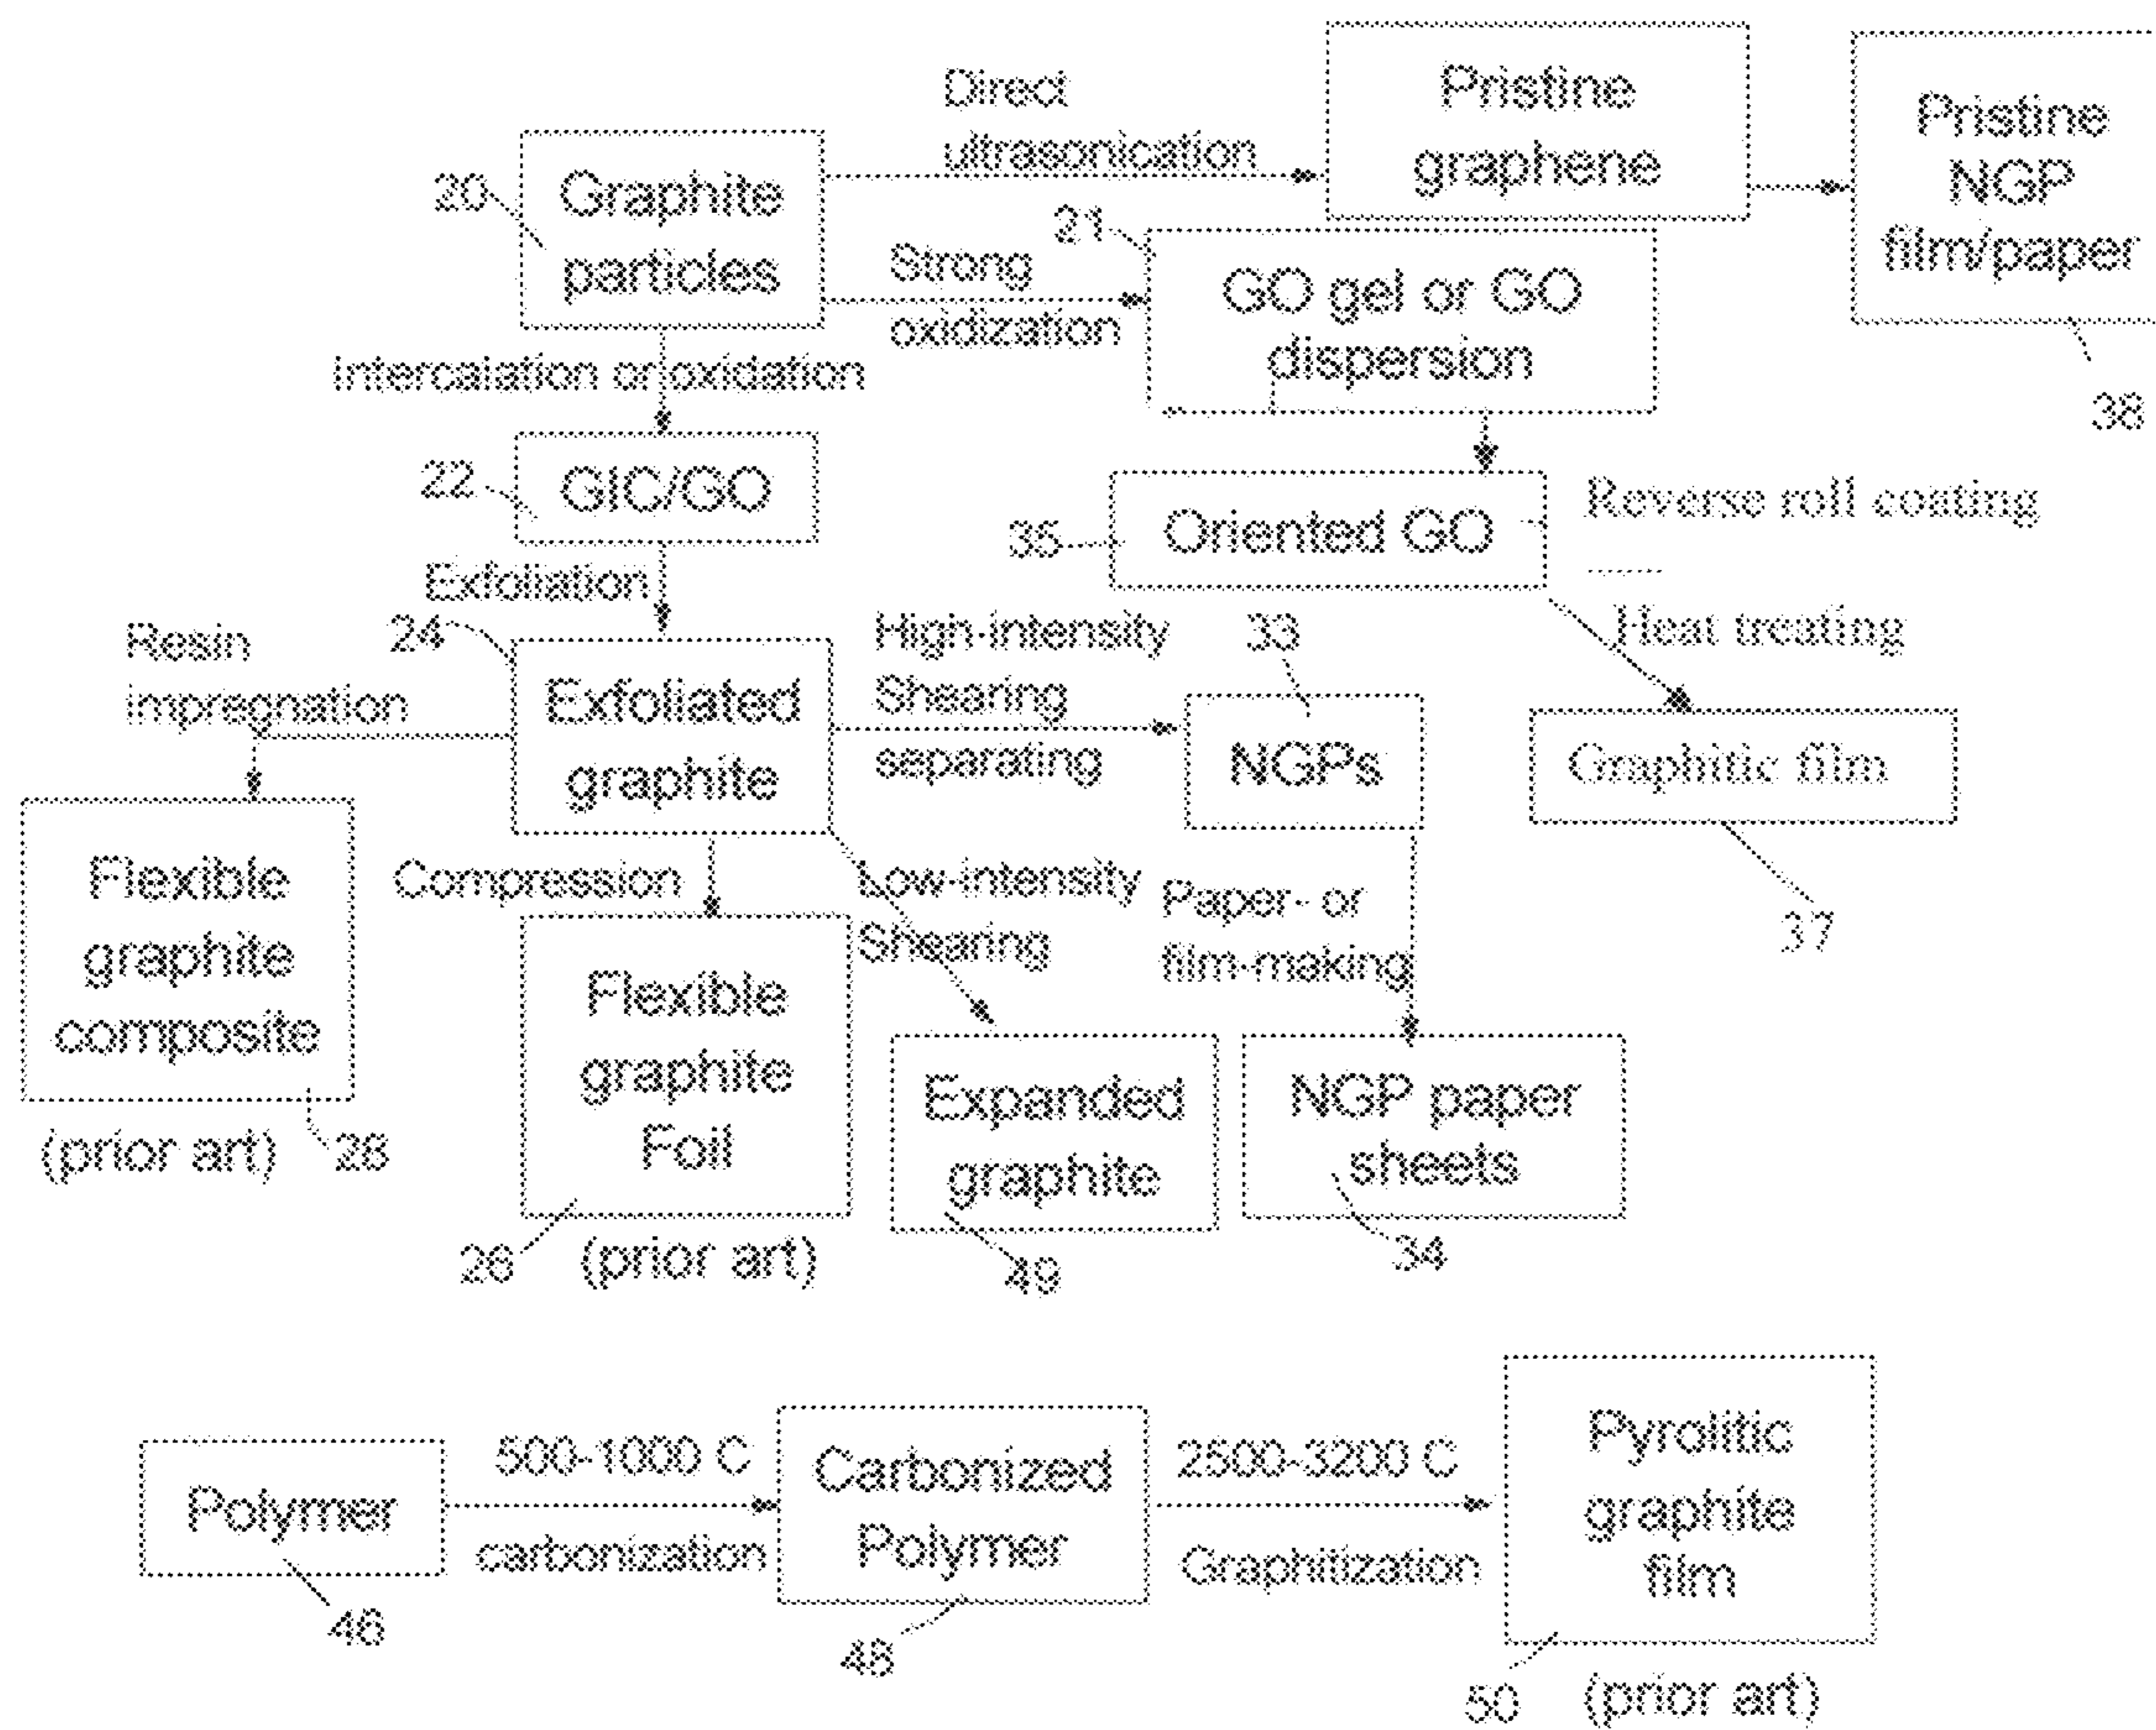 Direct
ultrasonication
Pristine
graphene
Pristine
NGP
film/paper
38
20
Graphite
particles
Strong
oxidization
21
GO gel or GO
dispersion
Intercalation or oxidation
22
GIC/GO
35
Oriented GO
Reverse roll coating
Exfoliation
Heat treating
Resin
impregnation
24
Exfoliated
graphite
High-intensity
Shearing
separating
33
NGPs
Graphitic film
37
Flexible
graphite
composite
(prior art)
28
Compression
Flexible
graphite
Foil
26
(prior art)
Low-intensity
Shearing
Expanded
graphite
49
Paper- or
film-making
NGP paper
sheets
34
Polymer
46
500-1000 C
carbonization
Carbonized
Polymer
48
2500-3200 C
Graphitization
Pyrolitic
graphite
film
50
(prior art)